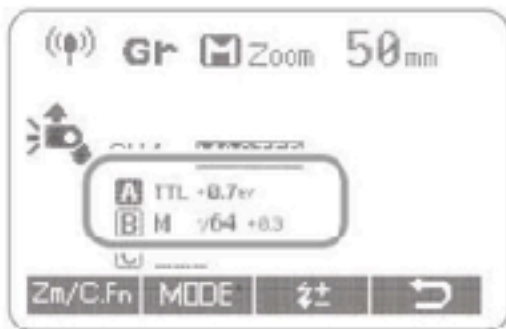 Gr M Zoom 50mm
A TTL +0.7EV
B M 1/64 +0.3
C
Zm/C.Fn MODE